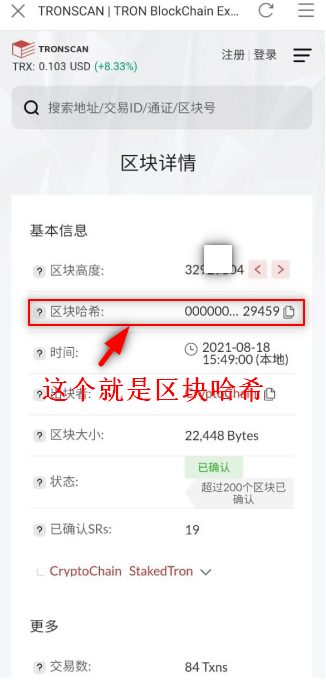 TRONSCAN | TRON BlockChain Ex...
TRONSCAN
TRX: 0.103 USD (+8.33%)
注册 | 登录
搜索地址/交易ID/通证/区块号
区块详情
基本信息
? 区块高度: 32 04 < >
? 区块哈希: 000000... 29459
? 时间: 2021-08-18
15:49:00 (本地)
这个就是区块哈希
? 出块者: CryptoChain
? 区块大小: 22,448 Bytes
? 状态: 已确认
超过200个区块已
确认
? 已确认SRs: 19
CryptoChain StakedTron
更多
? 交易数: 84 Txns